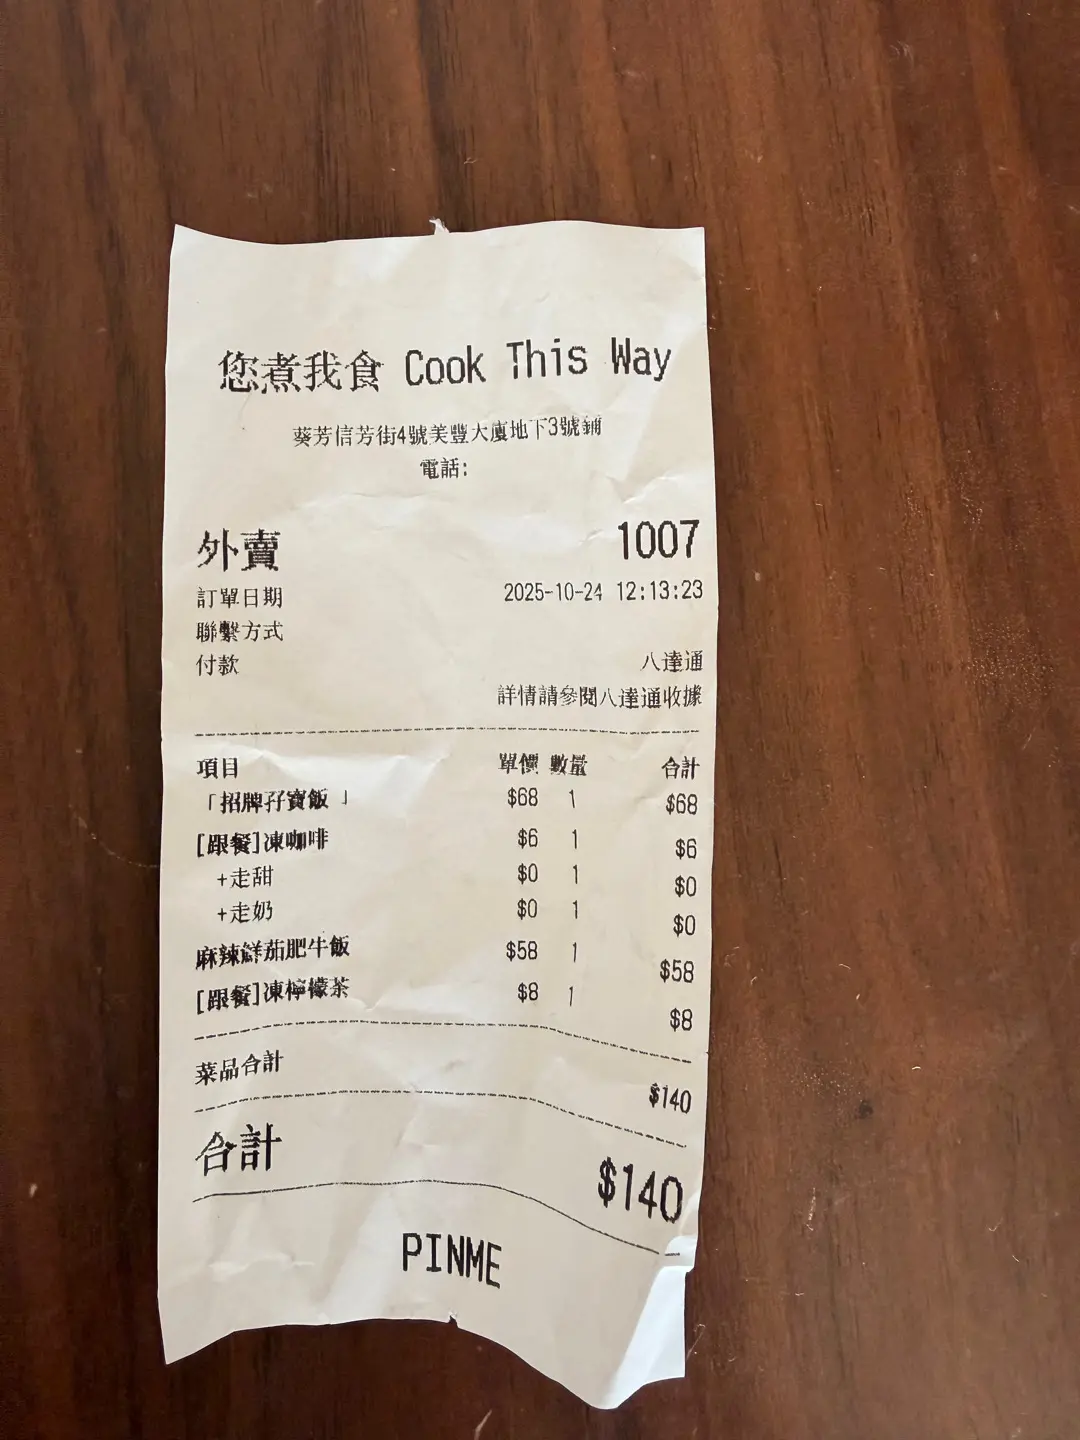 您煮我食 Cook This Way
葵芳信芳街4號美豐大廈地下3號鋪
電話:
外賣 1007
訂單日期 2025-10-24 12:13:23
聯繫方式
付款 八達通
詳情請參閱八達通收據
項目 單價 數量 合計
「招牌孖寶飯」 $68 1 $68
[跟餐]凍咖啡 $6 1 $6
+走甜 $0 1 $0
+走奶 $0 1 $0
麻辣鮮茄肥牛飯 $58 1 $58
[跟餐]凍檸檬茶 $8 1 $8
菜品合計 $140
合計 $140
PINME